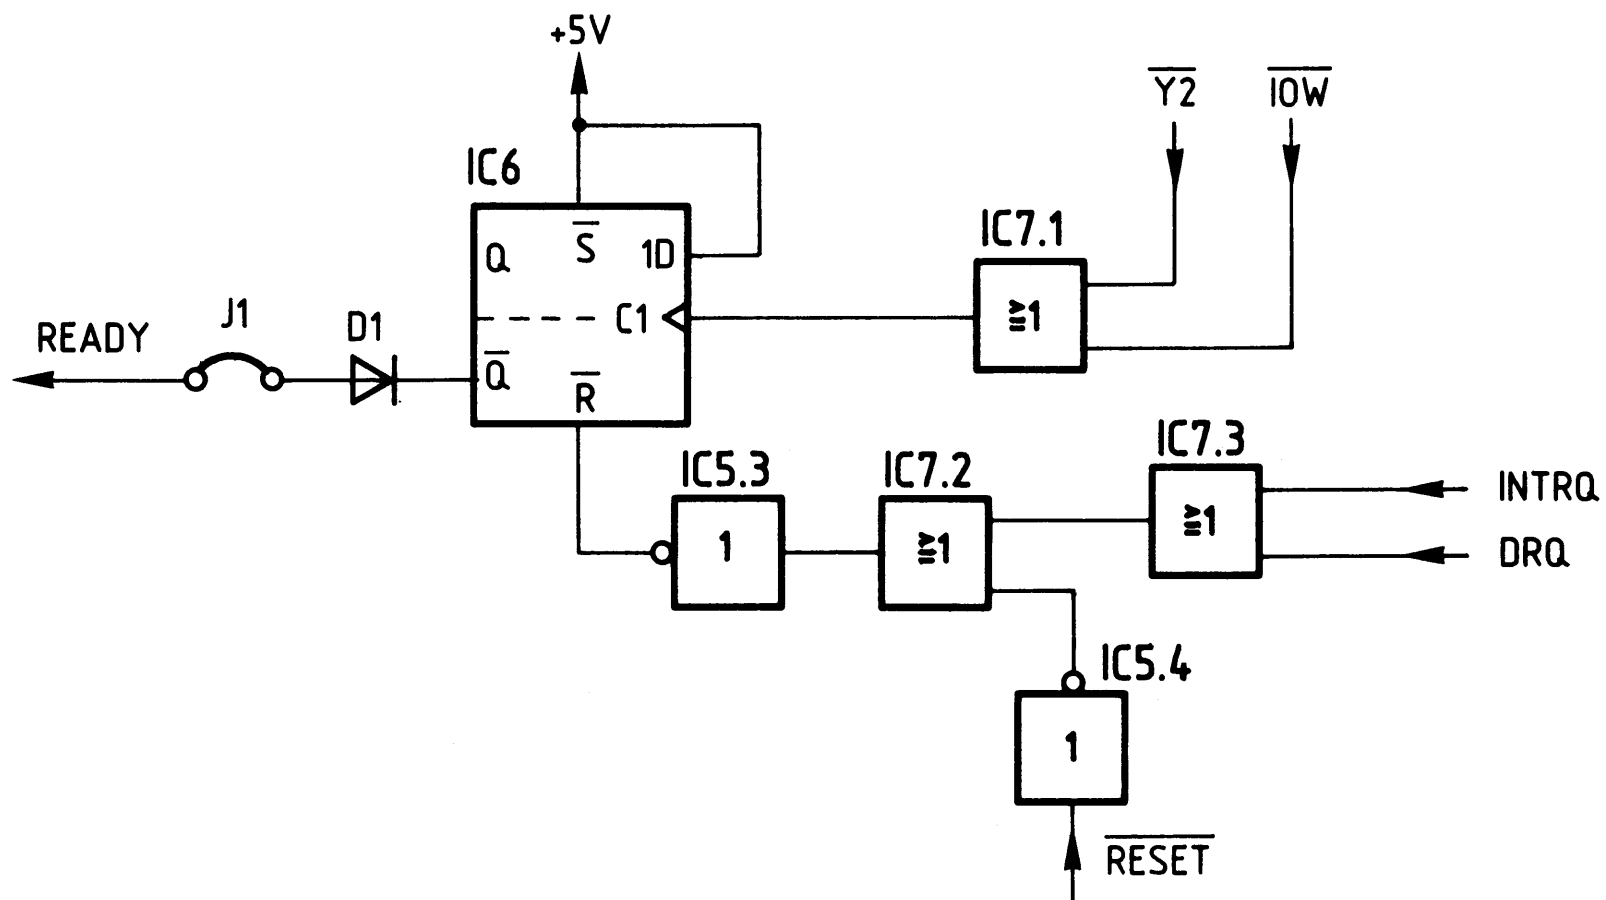 +5V
Y2
IOW
IC6
IC7.1
Q
S
1D
C1
≥1
READY
J1
D1
Q
R
IC5.3
IC7.2
IC7.3
1
≥1
≥1
INTRQ
DRQ
IC5.4
1
RESET